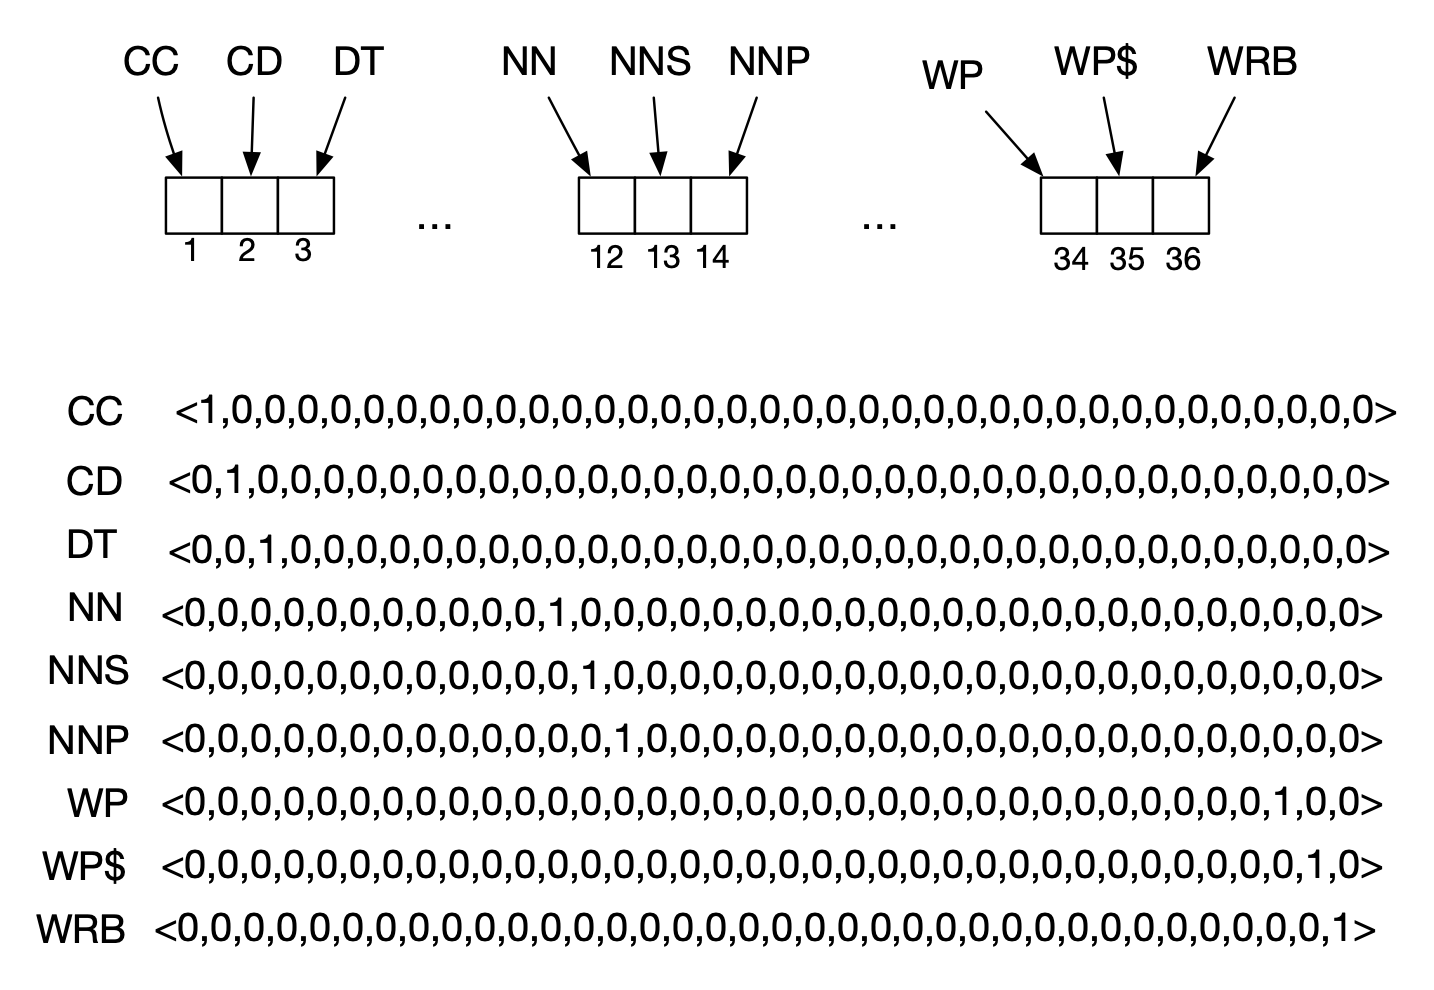 CC CD DT NN NNS NNP WP WP$ WRB
... ...
1 2 3 12 13 14 34 35 36
CC <1,0,0,0,0,0,0,0,0,0,0,0,0,0,0,0,0,0,0,0,0,0,0,0,0,0,0,0,0,0,0,0,0,0,0,0>
CD <0,1,0,0,0,0,0,0,0,0,0,0,0,0,0,0,0,0,0,0,0,0,0,0,0,0,0,0,0,0,0,0,0,0,0,0>
DT <0,0,1,0,0,0,0,0,0,0,0,0,0,0,0,0,0,0,0,0,0,0,0,0,0,0,0,0,0,0,0,0,0,0,0,0>
NN <0,0,0,0,0,0,0,0,0,0,0,1,0,0,0,0,0,0,0,0,0,0,0,0,0,0,0,0,0,0,0,0,0,0,0,0>
NNS <0,0,0,0,0,0,0,0,0,0,0,0,1,0,0,0,0,0,0,0,0,0,0,0,0,0,0,0,0,0,0,0,0,0,0,0>
NNP <0,0,0,0,0,0,0,0,0,0,0,0,0,1,0,0,0,0,0,0,0,0,0,0,0,0,0,0,0,0,0,0,0,0,0,0>
WP <0,0,0,0,0,0,0,0,0,0,0,0,0,0,0,0,0,0,0,0,0,0,0,0,0,0,0,0,0,0,0,0,0,1,0,0>
WP$ <0,0,0,0,0,0,0,0,0,0,0,0,0,0,0,0,0,0,0,0,0,0,0,0,0,0,0,0,0,0,0,0,0,0,1,0>
WRB <0,0,0,0,0,0,0,0,0,0,0,0,0,0,0,0,0,0,0,0,0,0,0,0,0,0,0,0,0,0,0,0,0,0,0,1>